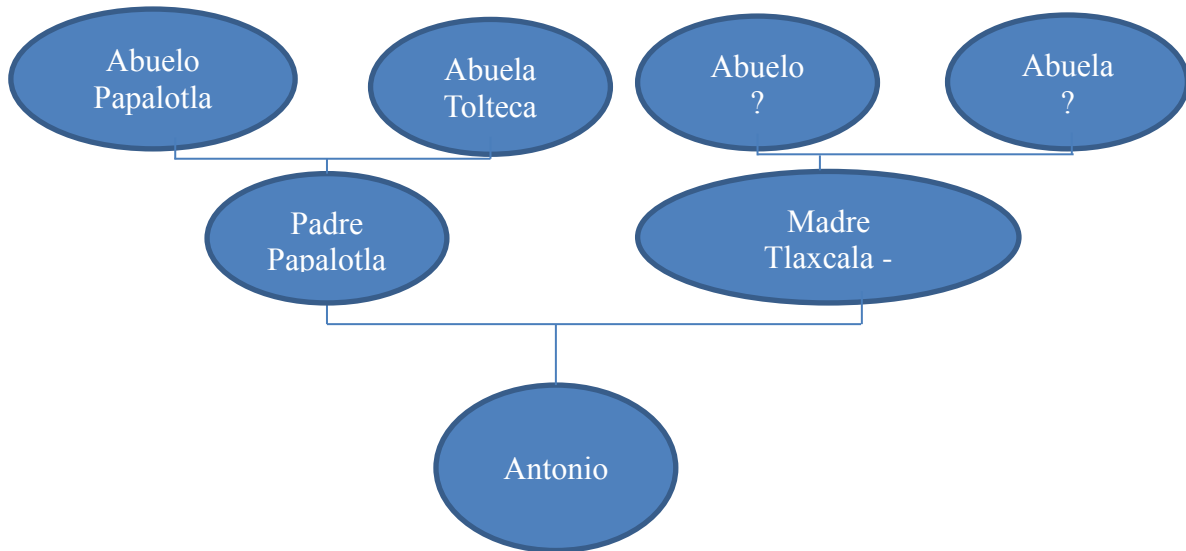 Abuelo
Papalotla
Abuela
Tolteca
Abuelo
?
Abuela
?
Padre
Papalotla
Madre
Tlaxcala -
Antonio